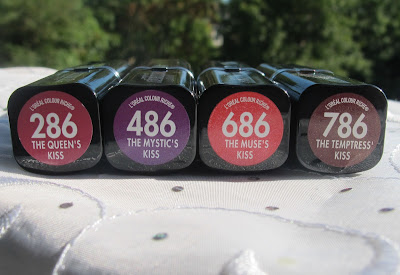 L'ORÉAL COLOUR RICHE®
286
THE QUEEN'S
KISS
L'ORÉAL COLOUR RICHE®
486
THE MYSTIC'S
KISS
L'ORÉAL COLOUR RICHE®
686
THE MUSE'S
KISS
L'ORÉAL COLOUR RICHE®
786
THE TEMPTRESS'
KISS